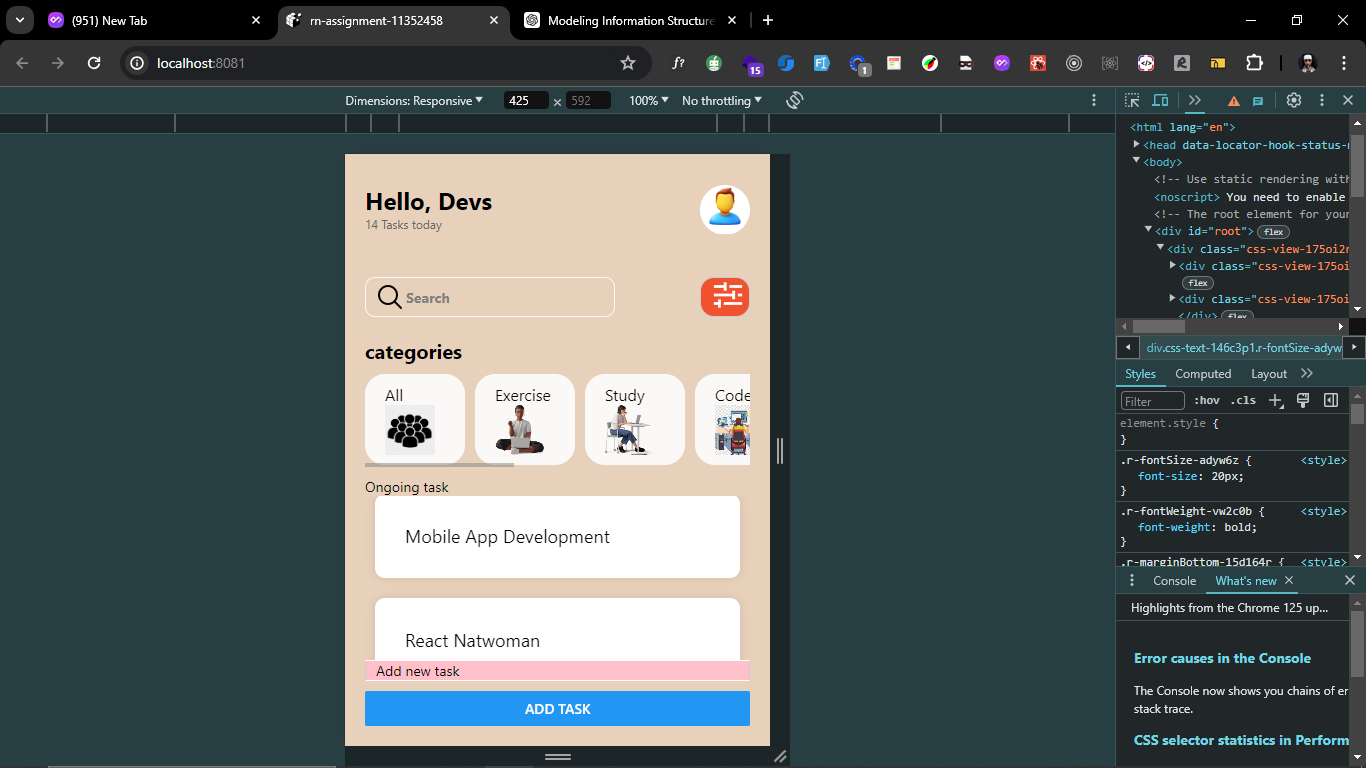 (951) New Tab
rn-assignment-11352458
Modeling Information Structure
localhost:8081
f?
15
1
Dimensions: Responsive
425 × 592
100%
No throttling
Hello, Devs
14 Tasks today
Search
categories
All
Exercise
Study
Code
Ongoing task
Mobile App Development
React Natwoman
Add new task
ADD TASK
<html lang="en">
<head data-locator-hook-status-
<body>
<!-- Use static rendering with
<noscript> You need to enable
<!-- The root element for your
<div id="root"> flex
<div class="css-view-175oi2r
<div class="css-view-175oi
flex
<div class="css-view-175oi
</div> flex
div.css-text-146c3p1.r-fontSize-adyw
Styles
Computed
Layout
Filter
:hov
.cls
element.style {
}
.r-fontSize-adyw6z { <style>
font-size: 20px;
}
.r-fontWeight-vw2c0b { <style>
font-weight: bold;
}
.r-marginBottom-15d164r { <style>
Console
What's new
Highlights from the Chrome 125 up...
Error causes in the Console
The Console now shows you chains of er
stack trace.
CSS selector statistics in Perform